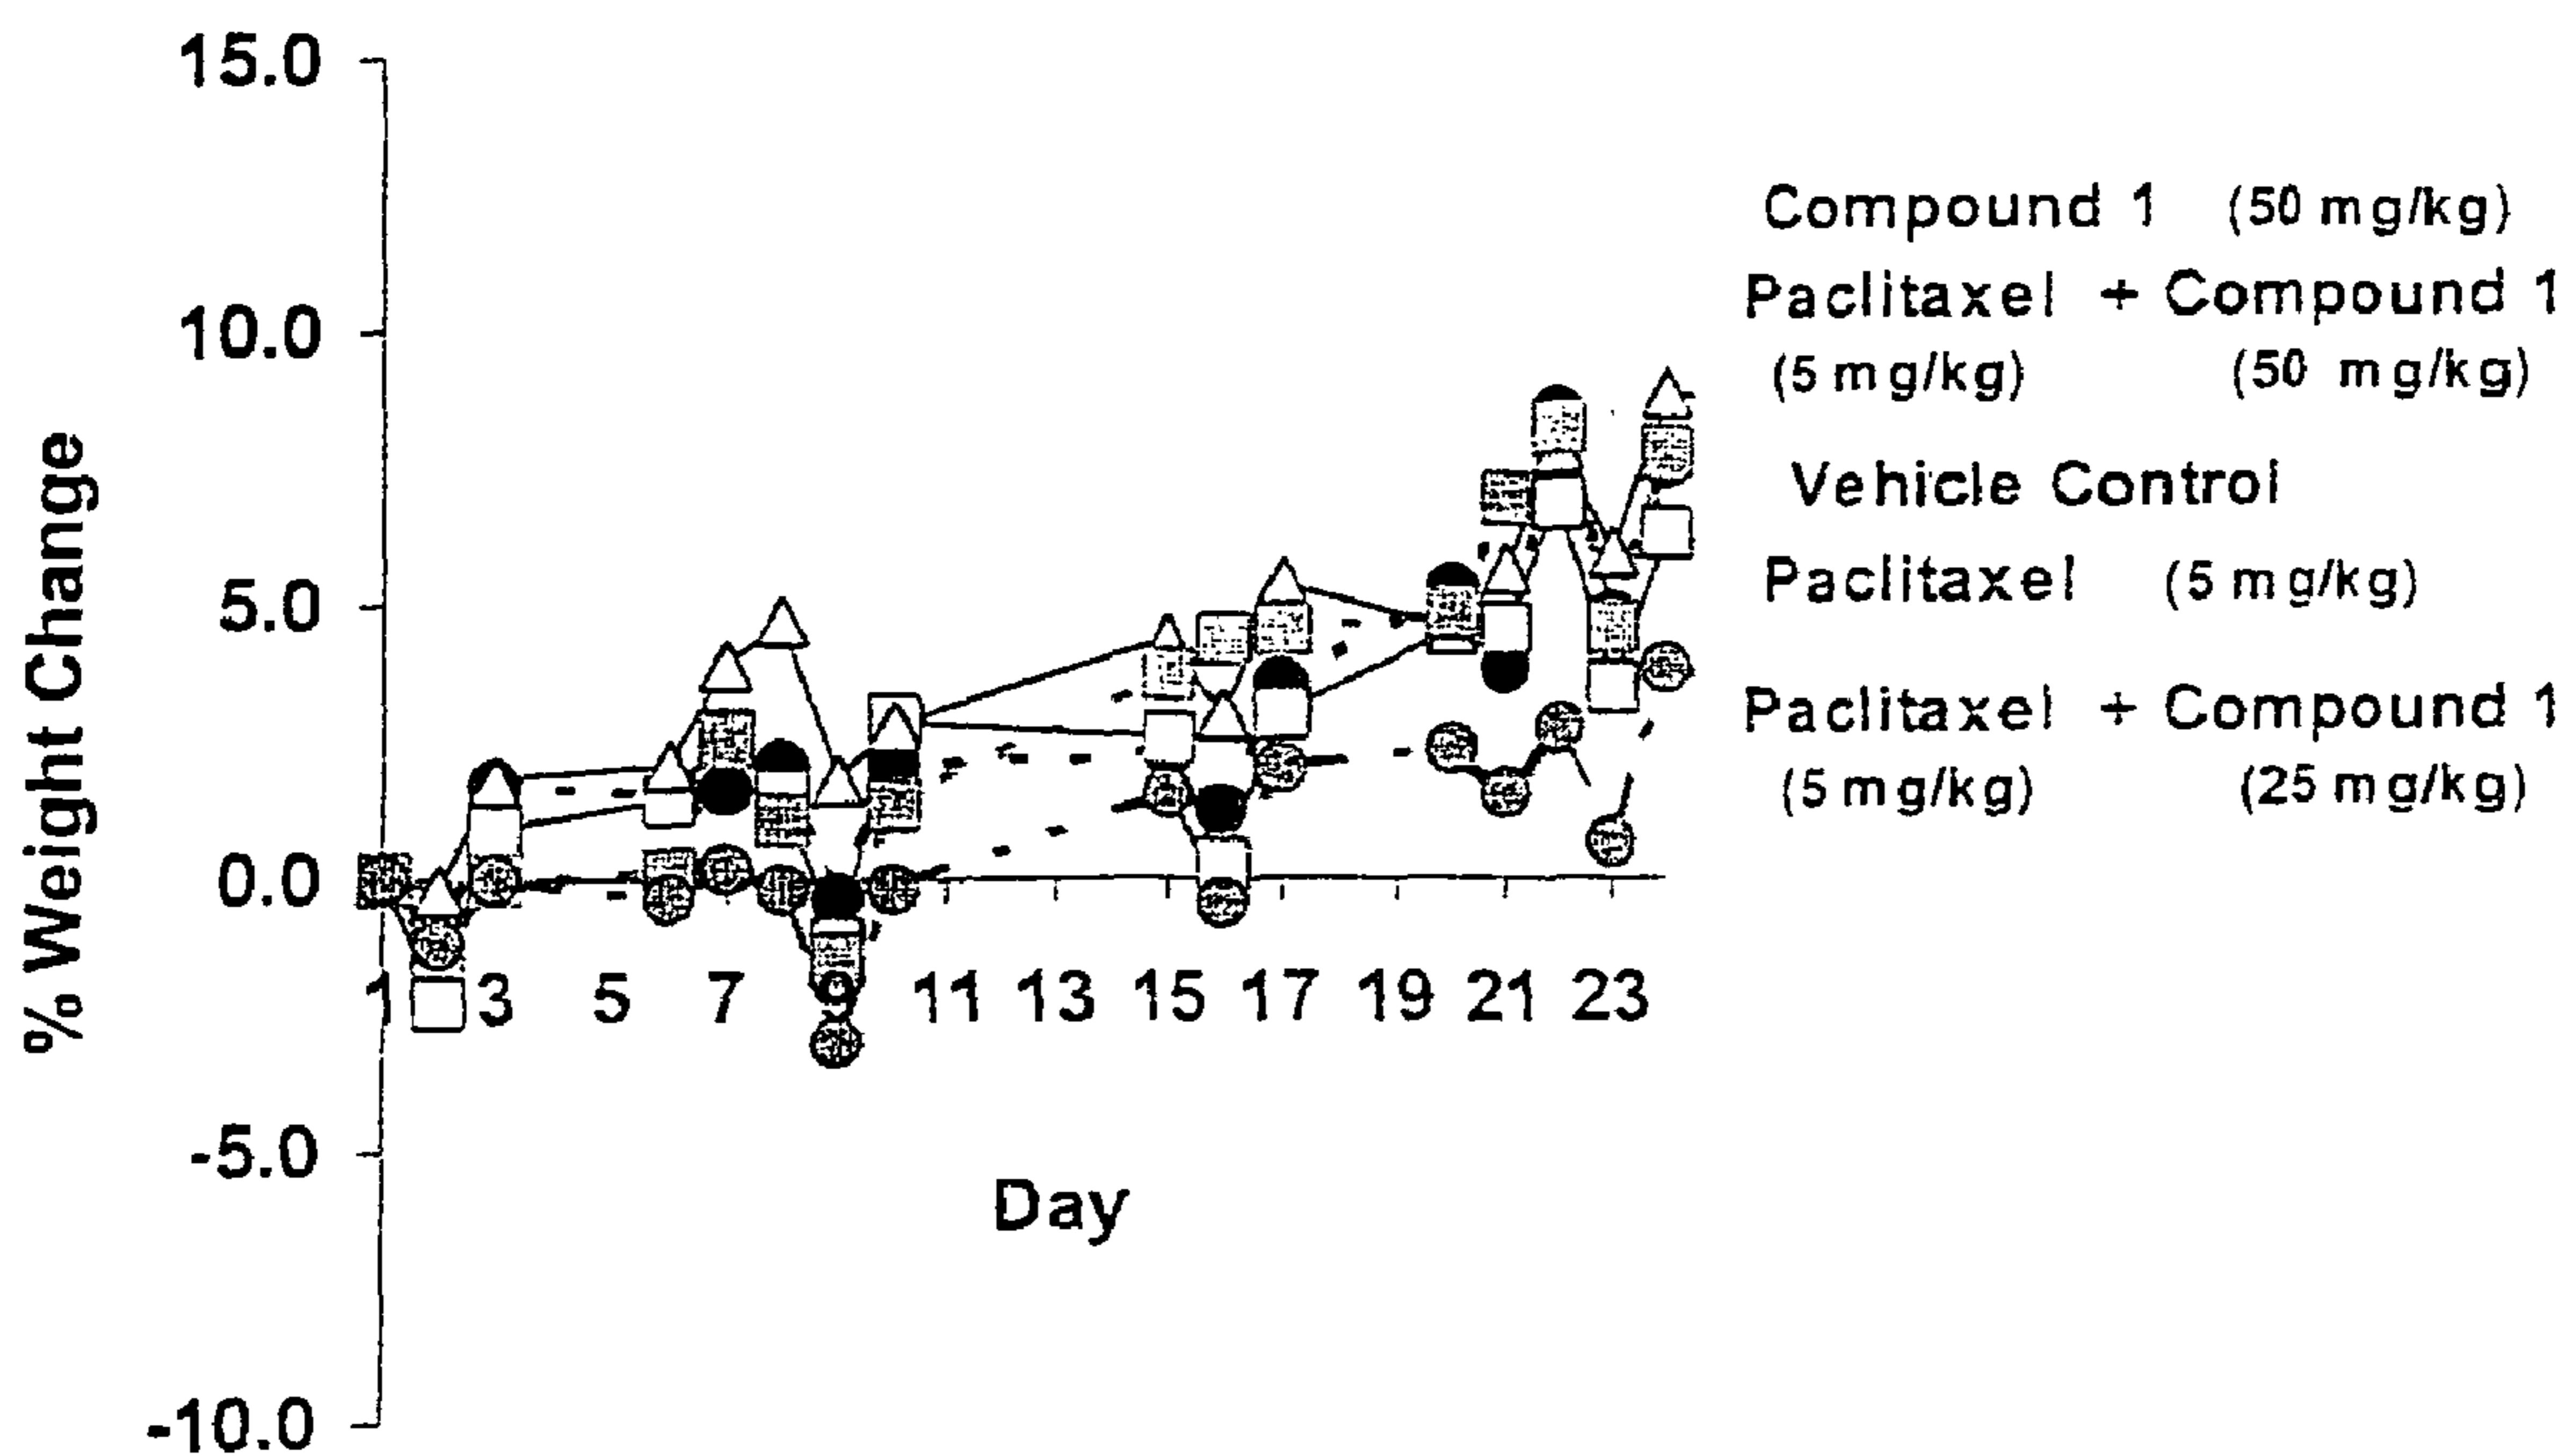 15.0
10.0
5.0
0.0
-5.0
-10.0
% Weight Change
1 3 5 7 9 11 13 15 17 19 21 23
Day
Compound 1 (50 mg/kg)
Paclitaxel + Compound 1
(5 mg/kg) (50 mg/kg)
Vehicle Control
Paclitaxel (5 mg/kg)
Paclitaxel + Compound 1
(5 mg/kg) (25 mg/kg)